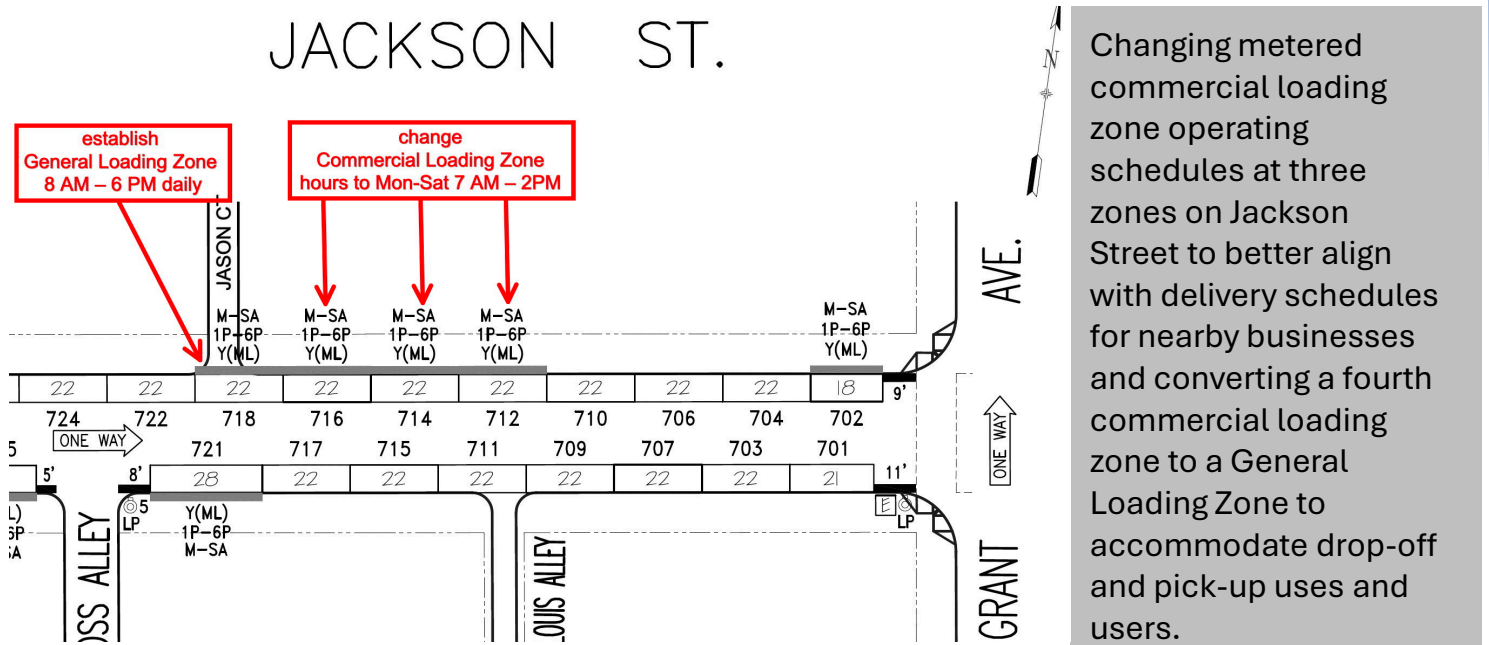 JACKSON ST.
establish
General Loading Zone
8 AM – 6 PM daily
change
Commercial Loading Zone
hours to Mon-Sat 7 AM – 2PM
N
JASON CT
AVE.
M-SA M-SA M-SA M-SA M-SA
1P-6P 1P-6P 1P-6P 1P-6P 1P-6P
Y(ML) Y(ML) Y(ML) Y(ML) Y(ML)
22 22 22 22 22 22 22 22 22 18 9'
724 722 718 716 714 712 710 706 704 702
ONE WAY
ONE WAY
5 721 717 715 711 709 707 703 701
5' 8' 28 22 22 22 22 22 22 21 11'
5 LP
E LP
L) Y(ML)
6P 1P-6P
SA M-SA
OSS ALLEY
LOUIS ALLEY
GRANT
Changing metered
commercial loading
zone operating
schedules at three
zones on Jackson
Street to better align
with delivery schedules
for nearby businesses
and converting a fourth
commercial loading
zone to a General
Loading Zone to
accommodate drop-off
and pick-up uses and
users.